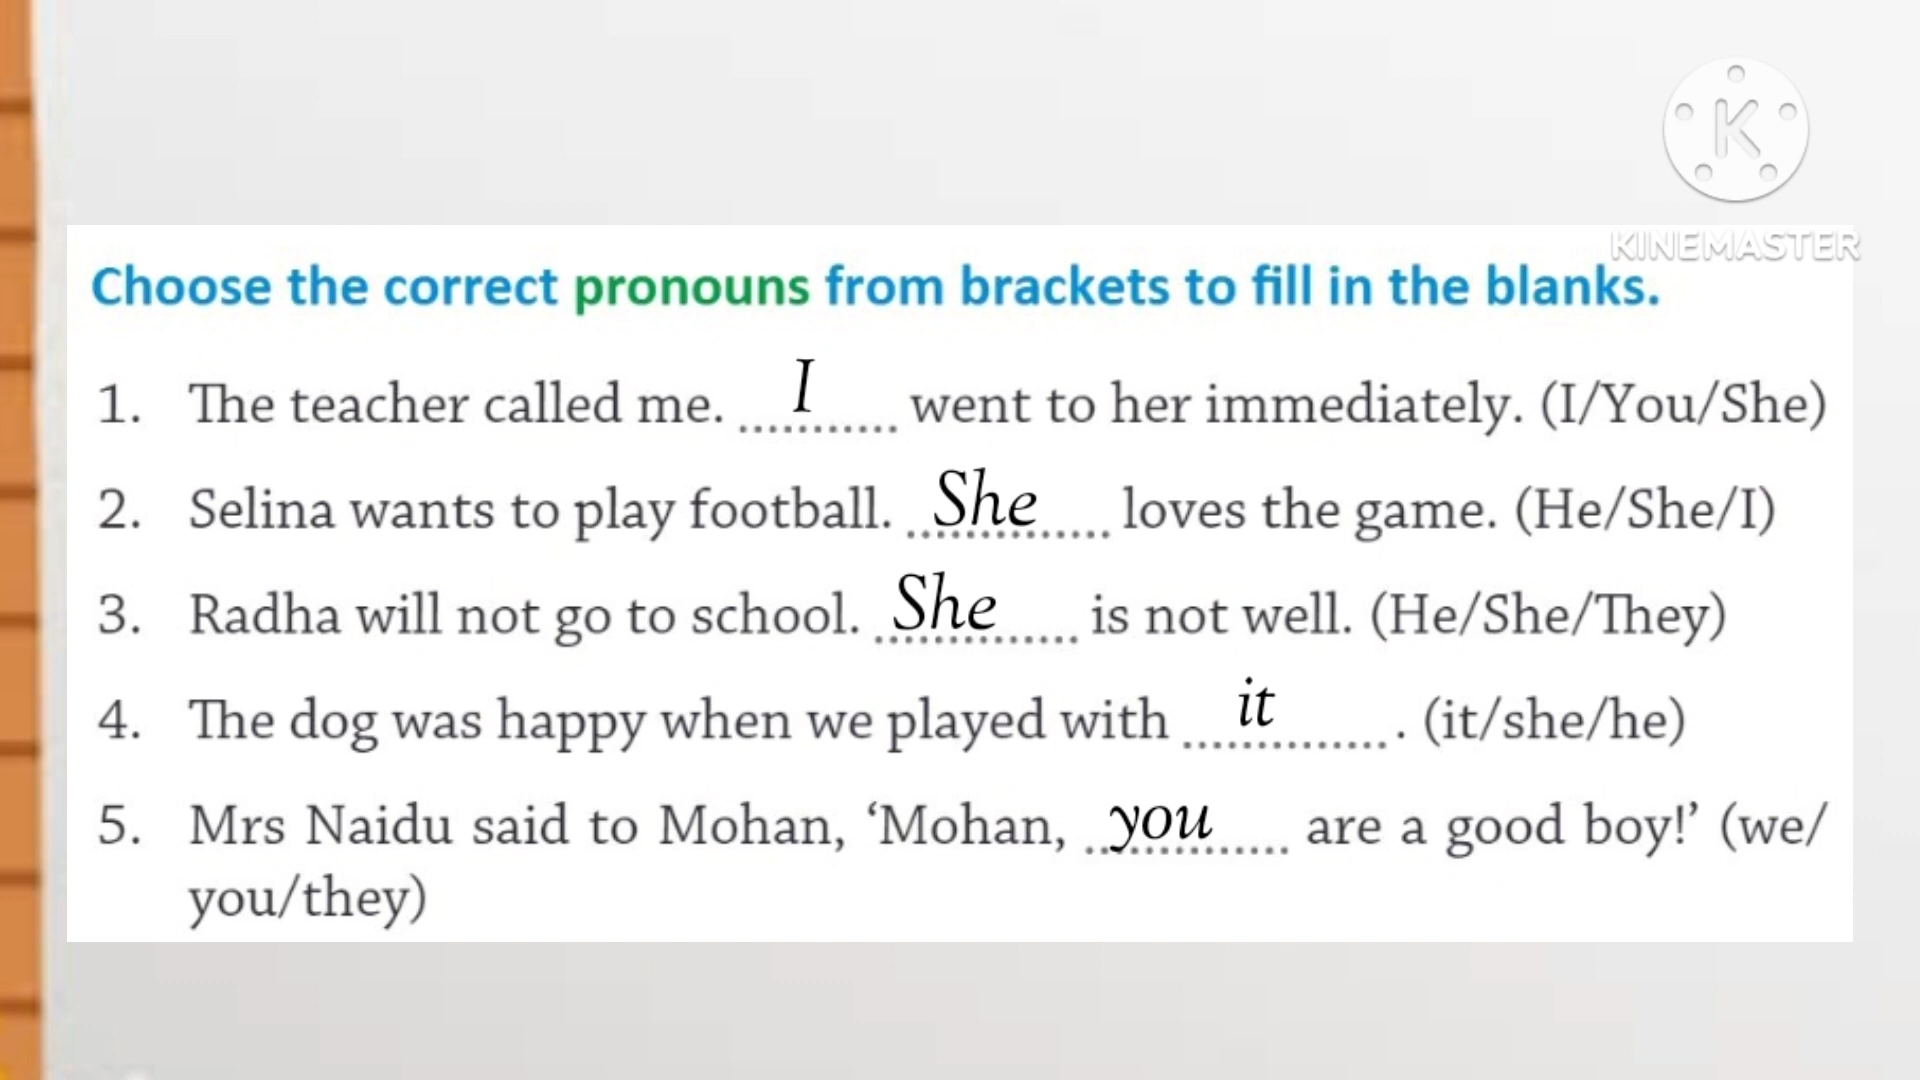 K
KINEMASTER
Choose the correct pronouns from brackets to fill in the blanks.
1. The teacher called me. ...I... went to her immediately. (I/You/She)
2. Selina wants to play football. ...She... loves the game. (He/She/I)
3. Radha will not go to school. ...She... is not well. (He/She/They)
4. The dog was happy when we played with ...it... . (it/she/he)
5. Mrs Naidu said to Mohan, ‘Mohan, ...you... are a good boy!’ (we/
you/they)